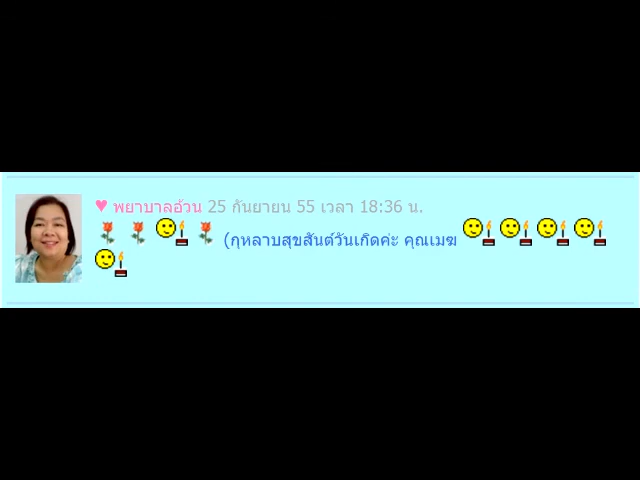 ♥ พยาบาลอ้วน 25 กันยายน 55 เวลา 18:36 น.
(กุหลาบสุขสันต์วันเกิดค่ะ คุณเมฆ